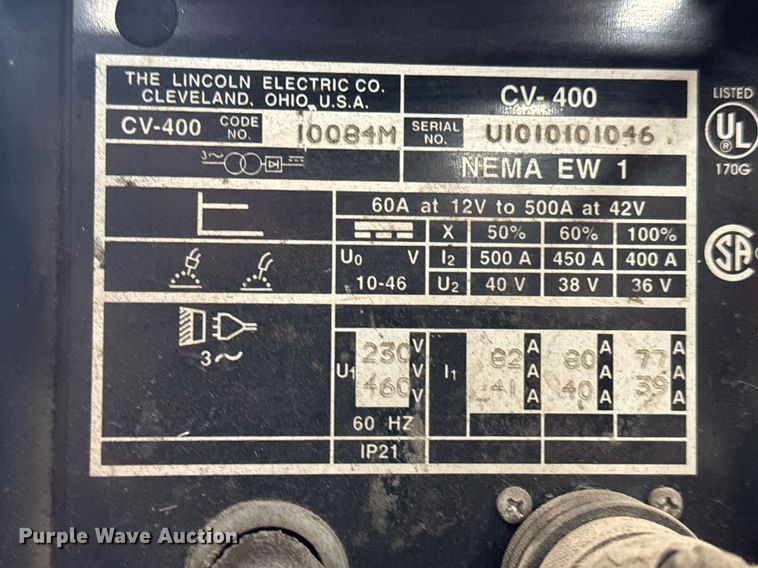 THE LINCOLN ELECTRIC CO.
CLEVELAND, OHIO, U.S.A.
CV-400
CV-400 CODE NO. 10084M SERIAL NO. U1010101046
3~
NEMA EW 1
LISTED
UL
®
170G
60A at 12V to 500A at 42V
X 50% 60% 100%
U0 V I2 500 A 450 A 400 A
10-46 U2 40 V 38 V 36 V
SA
3~
U1 230 V I1 82 A 80 A 77 A
460 V 41 A 40 A 39 A
V A A A
60 HZ
IP21
Purple Wave Auction.